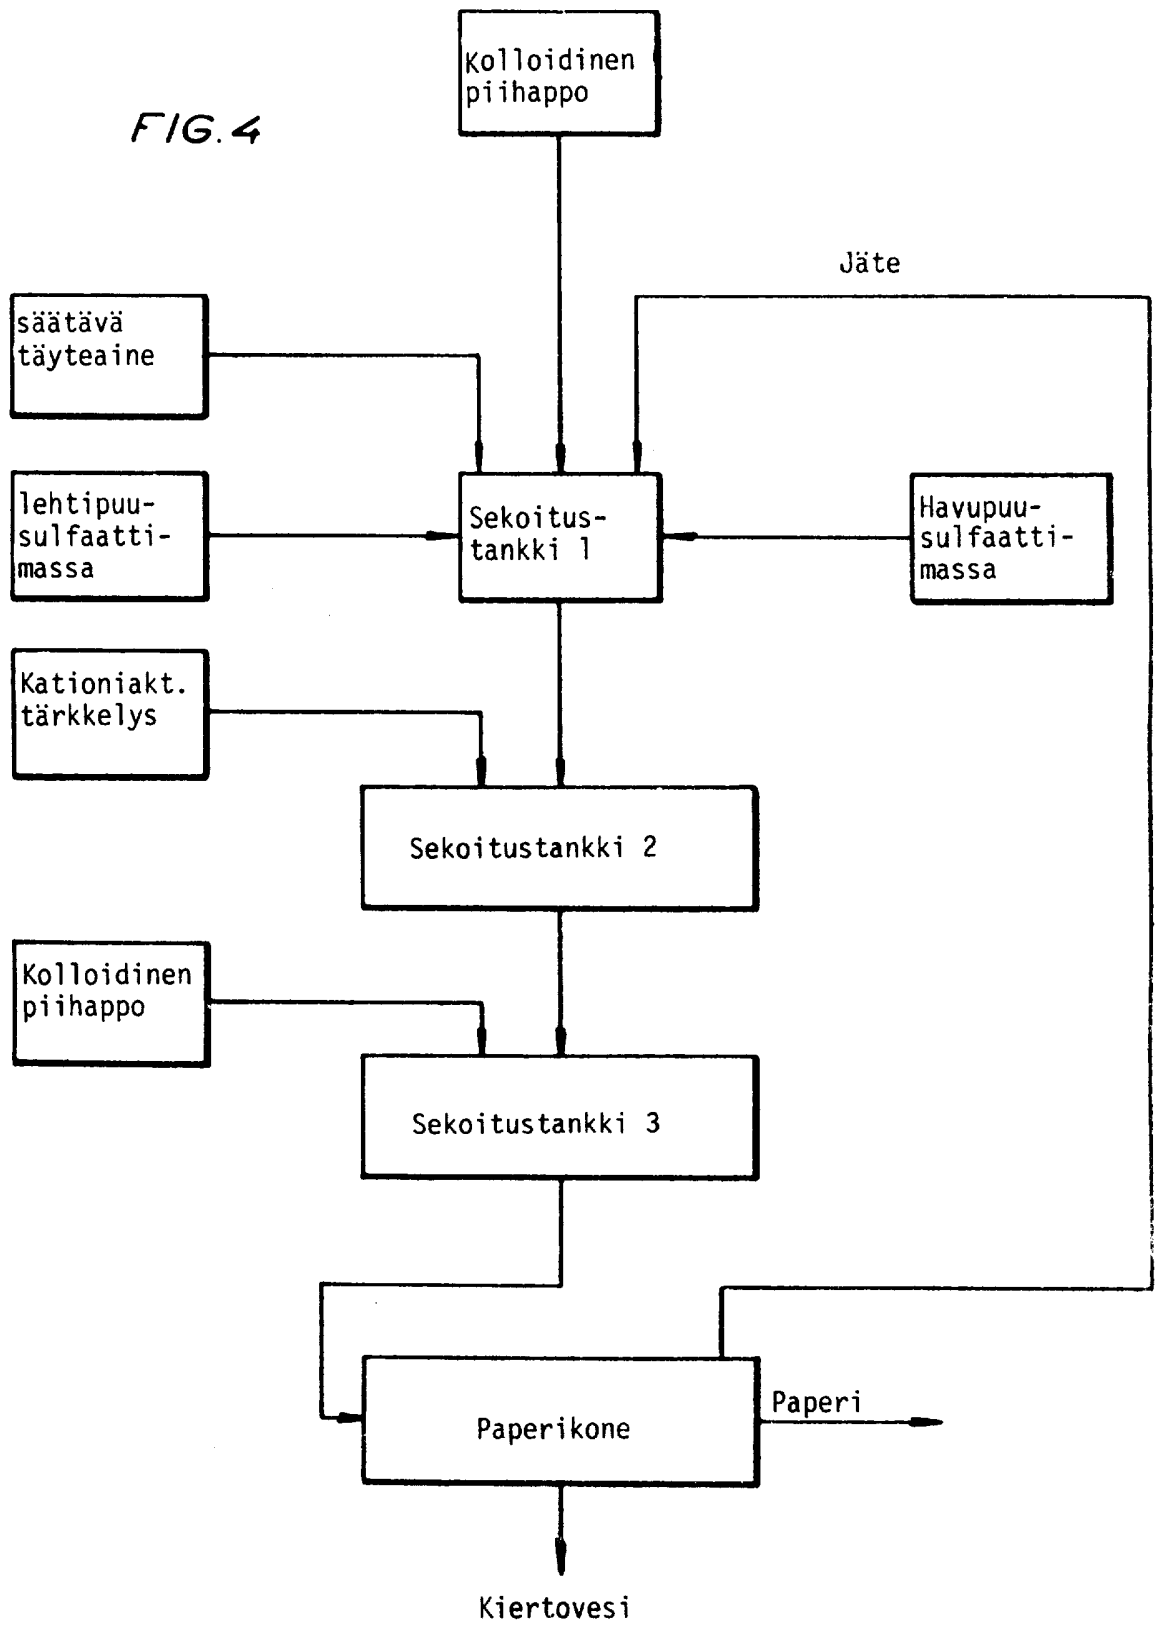 Kolloidinen
piihappo
FIG. 4
Jäte
säätävä
täyteaine
lehtipuu-
sulfaatti-
massa
Sekoitus-
tankki 1
Havupuu-
sulfaatti-
massa
Kationiakt.
tärkkelys
Sekoitustankki 2
Kolloidinen
piihappo
Sekoitustankki 3
Paperi
Paperikone
Kiertovesi